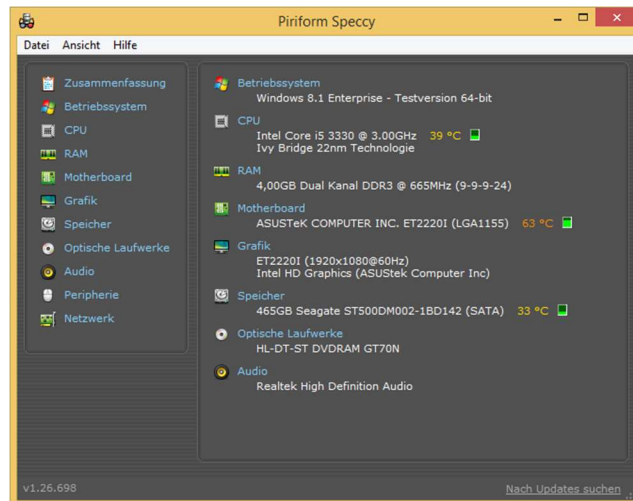 Piriform Speccy
Datei Ansicht Hilfe
Zusammenfassung
Betriebssystem
CPU
RAM
Motherboard
Grafik
Speicher
Optische Laufwerke
Audio
Peripherie
Netzwerk
Betriebssystem
Windows 8.1 Enterprise - Testversion 64-bit
CPU
Intel Core i5 3330 @ 3.00GHz 39 °C
Ivy Bridge 22nm Technologie
RAM
4,00GB Dual Kanal DDR3 @ 665MHz (9-9-9-24)
Motherboard
ASUSTeK COMPUTER INC. ET2220I (LGA1155) 63 °C
Grafik
ET2220I (1920x1080@60Hz)
Intel HD Graphics (ASUStek Computer Inc)
Speicher
465GB Seagate ST500DM002-1BD142 (SATA) 33 °C
Optische Laufwerke
HL-DT-ST DVDRAM GT70N
Audio
Realtek High Definition Audio
v1.26.698
Nach Updates suchen